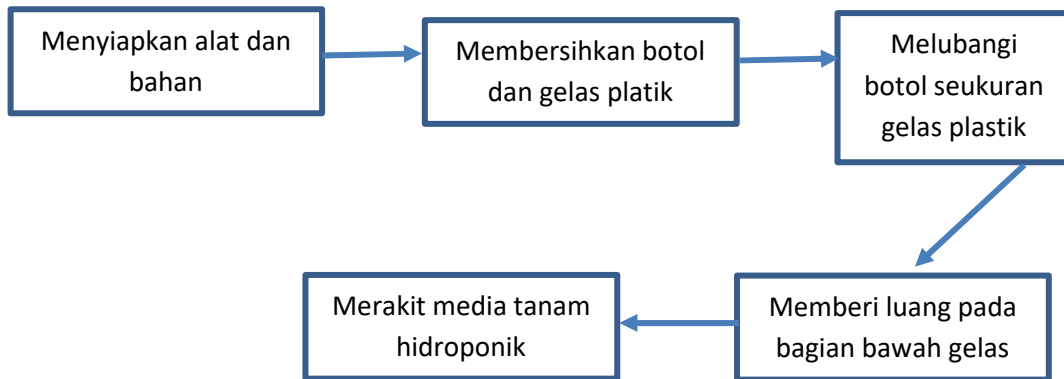 Menyiapkan alat dan
bahan
Membersihkan botol
dan gelas platik
Melubangi
botol seukuran
gelas plastik
Memberi luang pada
bagian bawah gelas
Merakit media tanam
hidroponik